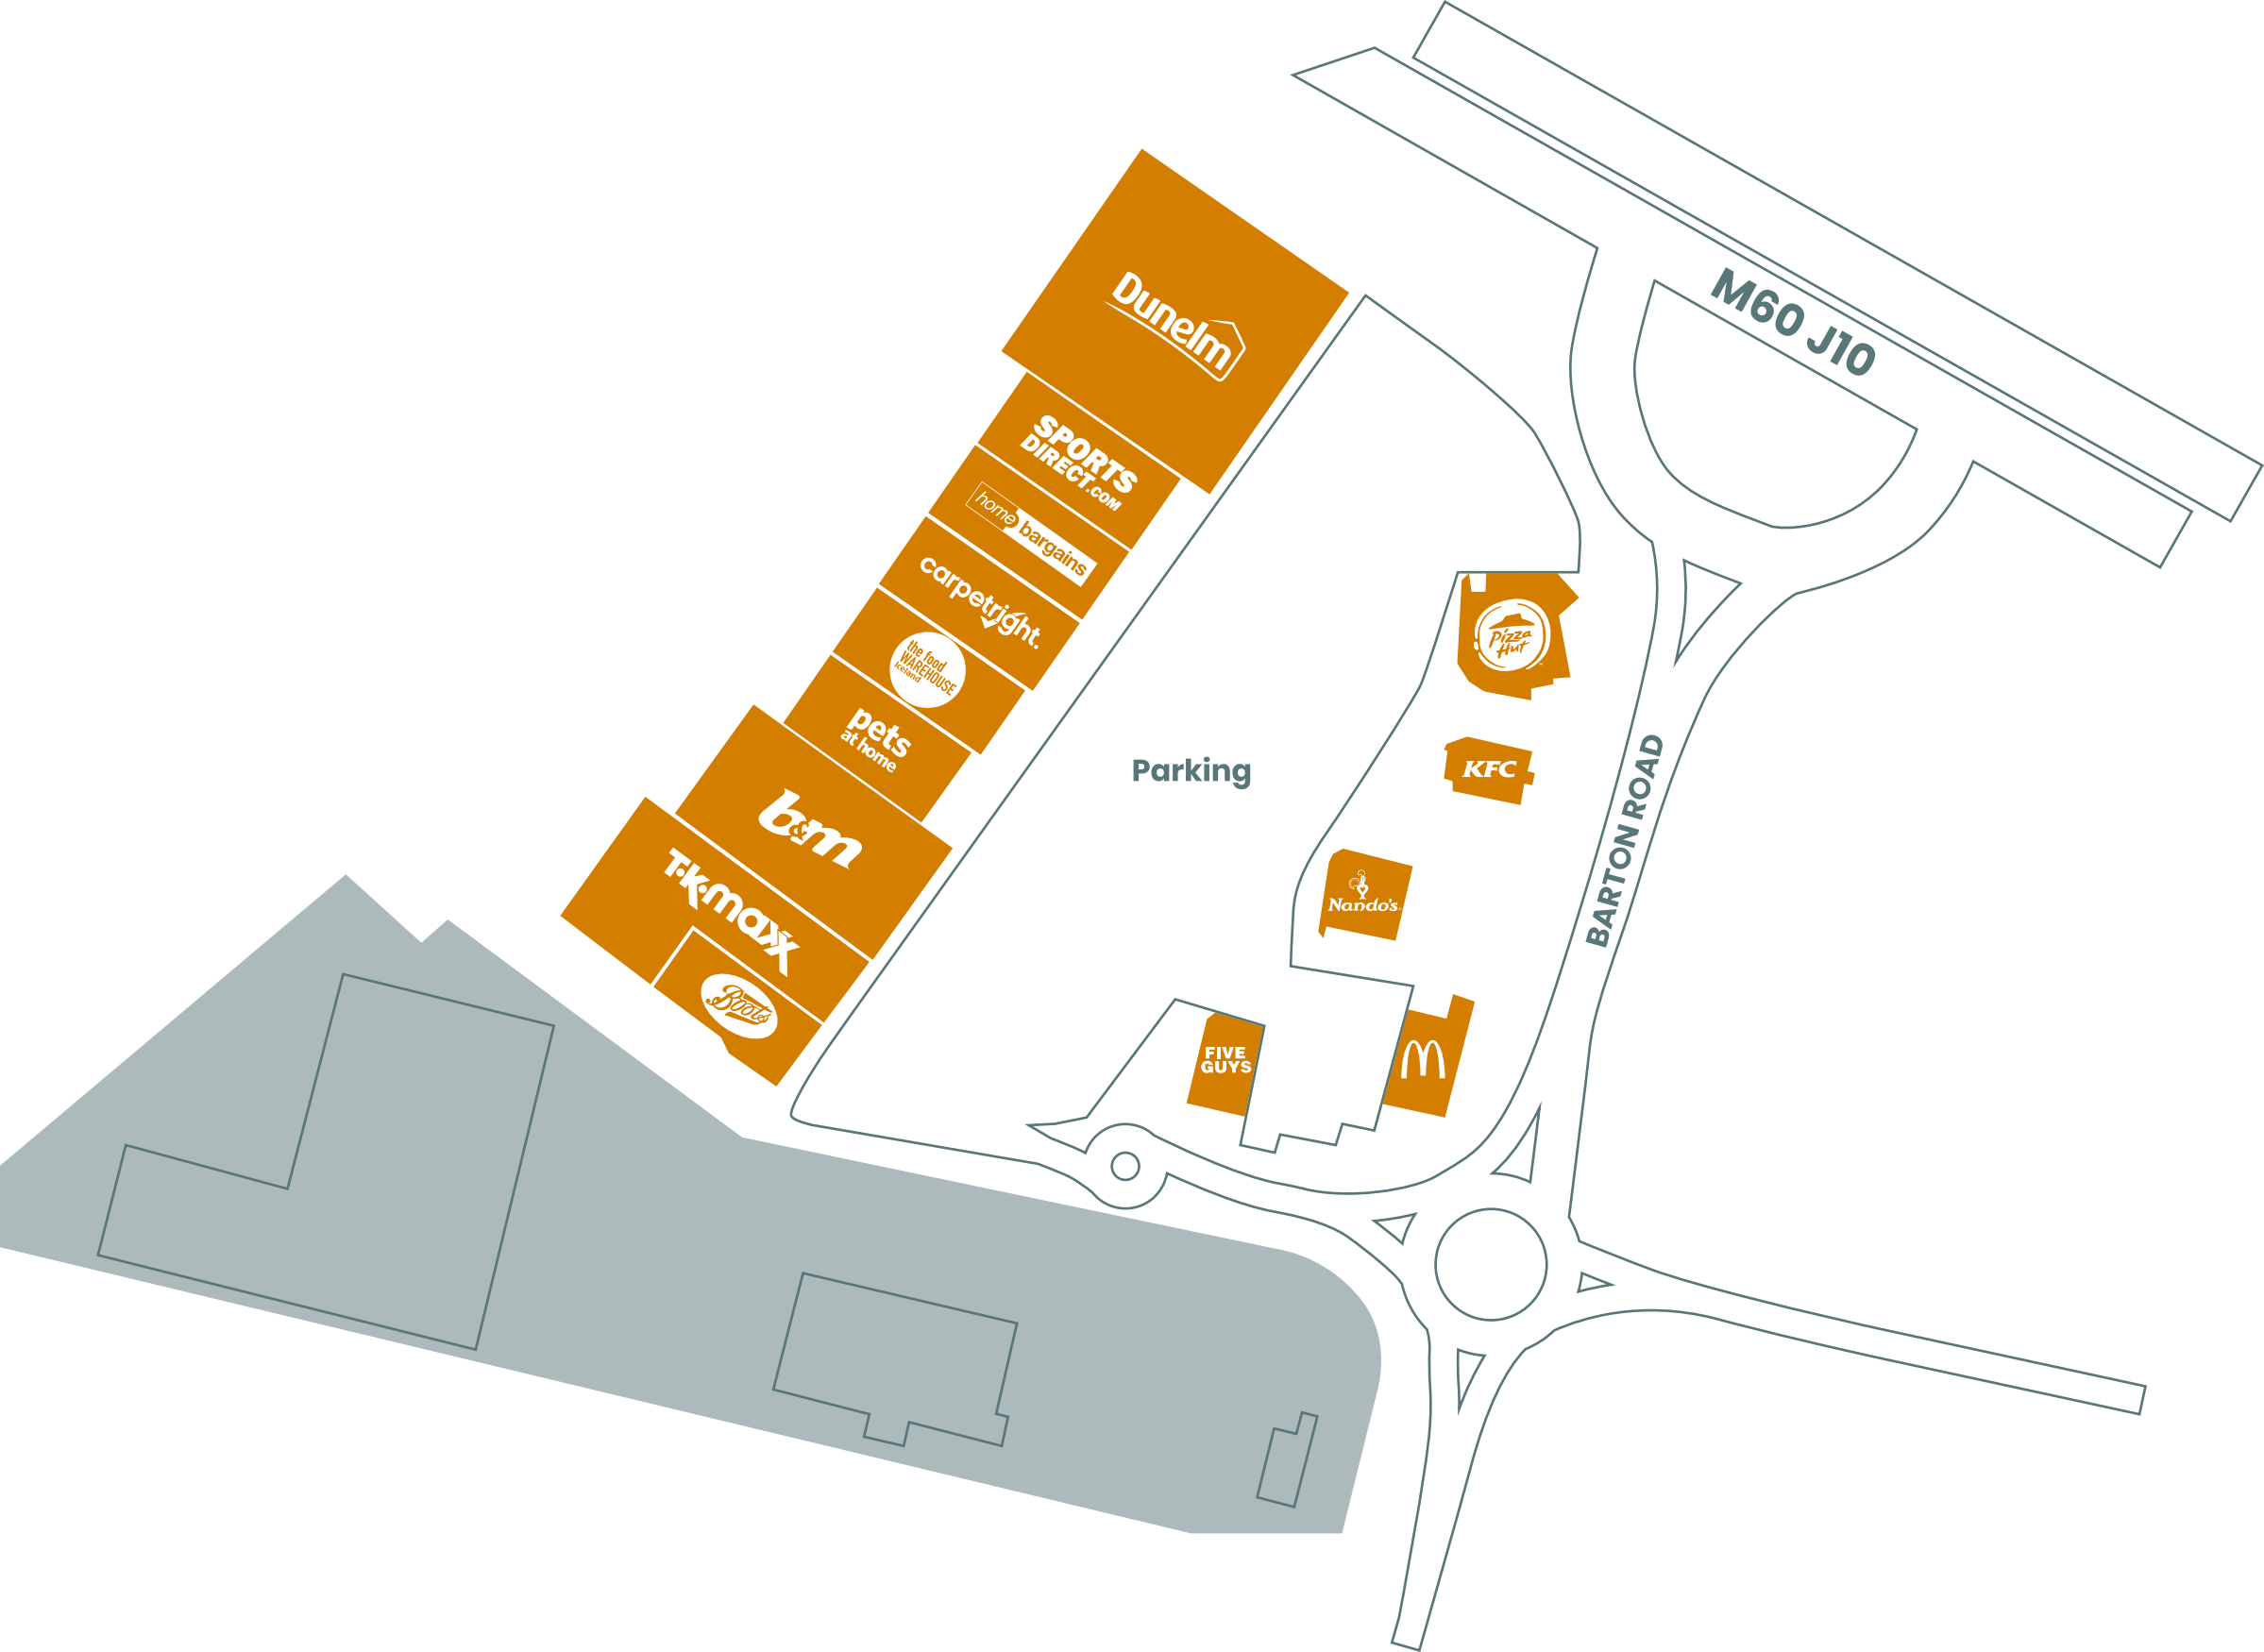 M60 J10
Dunelm
SPORTS
DIRECT.COM
home bargains
carpetright.
the food
WAREHOUSE
Iceland
pets
at home
b&m
TK maxx
Boots
Parking
Pizza
Hut
KFC
Nando's
FIVE
GUYS
M
BARTON ROAD